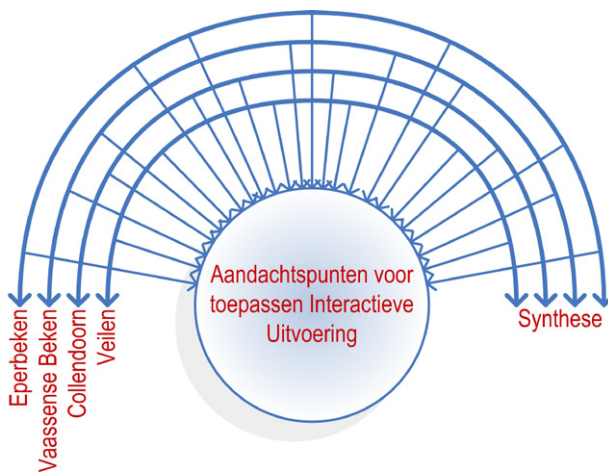 Aandachtspunten voor
toepassen Interactieve
Uitvoering
Eperbeken
Vaassense Beken
Collendoorn
Veilen
Synthese